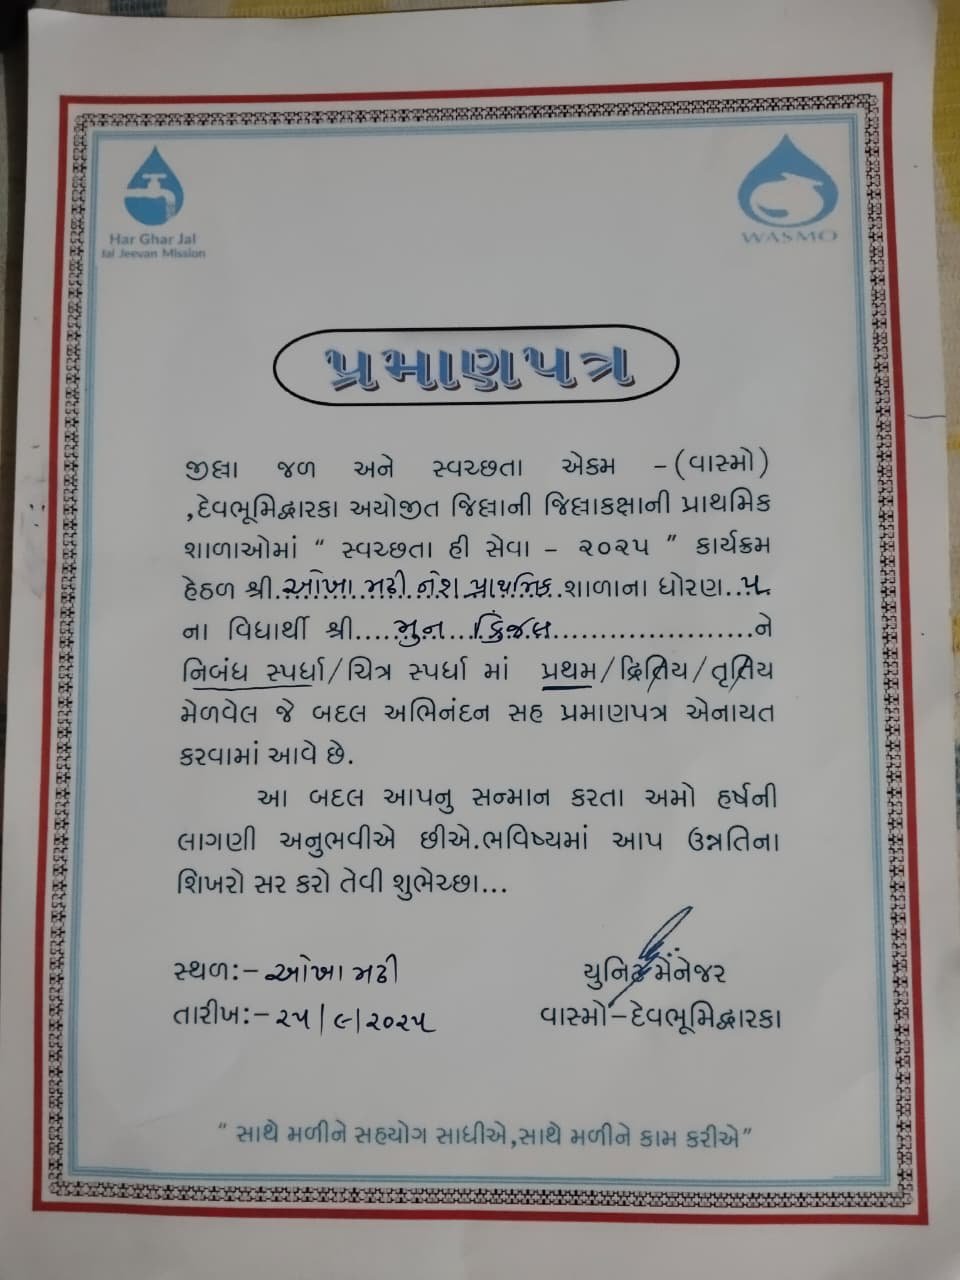 Har Ghar Jal
Jal Jeevan Mission
WASMO
પ્રમાણપત્ર
જીલ્લા જળ અને સ્વચ્છતા એકમ -(વાસ્મો)
,દેવભૂમિદ્વારકા અયોજીત જિલ્લાની જિલ્લાકક્ષાની પ્રાથમિક
શાળાઓમાં “ સ્વચ્છતા હી સેવા - ૨૦૨૫ ” કાર્યક્રમ
હેઠળ શ્રી.ઓખા મઢી નેશ પ્રાથમિક.શાળાના ધોરણ..૫
ના વિધાર્થી શ્રી.....મુન...કિંજલ.....................ને
નિબંધ સ્પર્ધા/ચિત્ર સ્પર્ધા માં પ્રથમ/દ્રિતિય/તૃતિય
મેળવેલ જે બદલ અભિનંદન સહ પ્રમાણપત્ર એનાયત
કરવામાં આવે છે.
આ બદલ આપનુ સન્માન કરતા અમો હર્ષની
લાગણી અનુભવીએ છીએ.ભવિષ્યમાં આપ ઉન્નતિના
શિખરો સર કરો તેવી શુભેચ્છા...
સ્થળ:- ઓખા મઢી
યુનિટ મેંનેજર
તારીખ:- ૨૫/૯/૨૦૨૫
વાસ્મો-દેવભૂમિદ્વારકા
“ સાથે મળીને સહયોગ સાધીએ,સાથે મળીને કામ કરીએ”